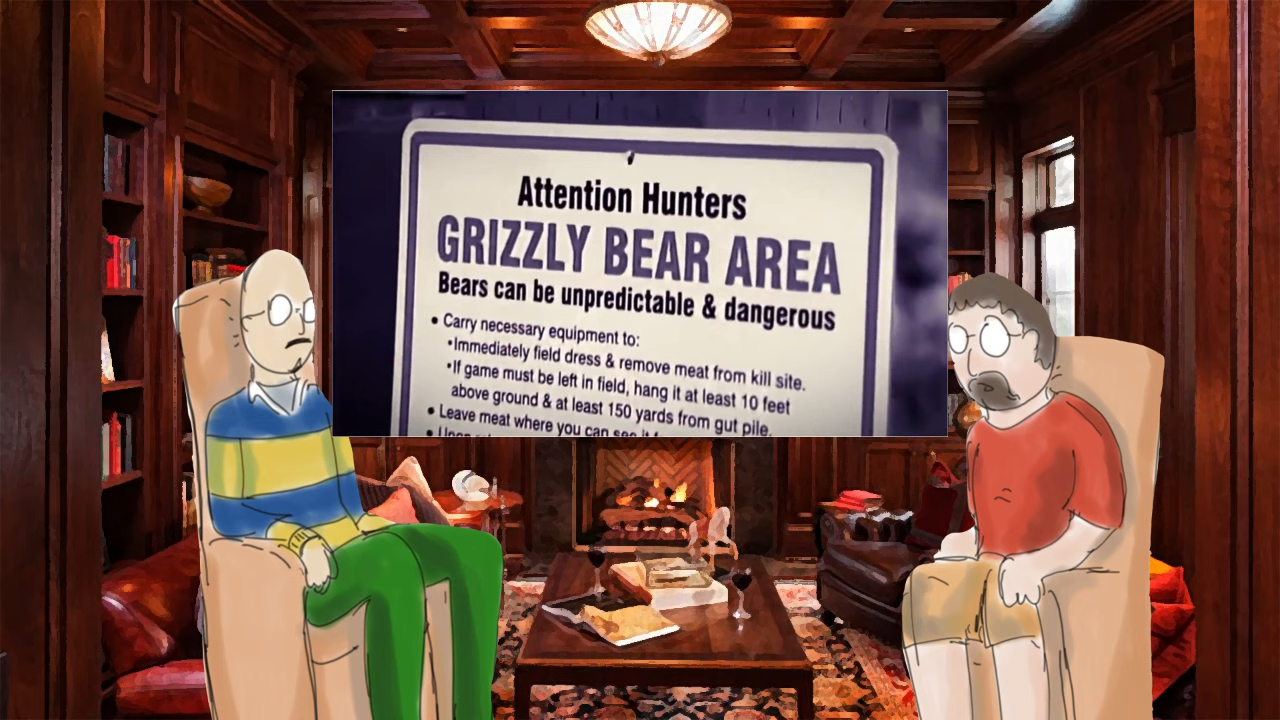 Attention Hunters
GRIZZLY BEAR AREA
Bears can be unpredictable & dangerous
• Carry necessary equipment to:
•Immediately field dress & remove meat from kill site.
•If game must be left in field, hang it at least 10 feet
above ground & at least 150 yards from gut pile.
• Leave meat where you can see it